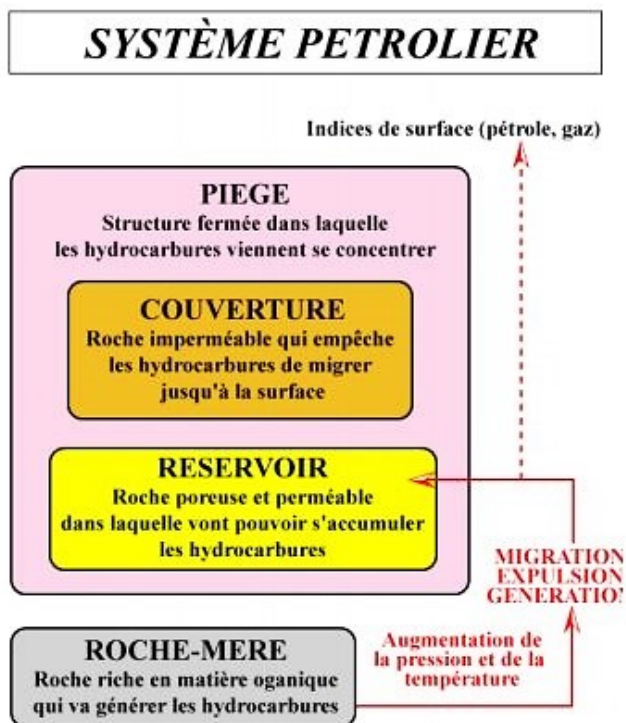 SYSTÈME PETROLIER
Indices de surface (pétrole, gaz)
PIEGE
Structure fermée dans laquelle
les hydrocarbures viennent se concentrer
COUVERTURE
Roche imperméable qui empêche
les hydrocarbures de migrer
jusqu'à la surface
RESERVOIR
Roche poreuse et perméable
dans laquelle vont pouvoir s'accumuler
les hydrocarbures
MIGRATION
EXPULSION
GENERATION
ROCHE-MERE
Roche riche en matière oganique
qui va générer les hydrocarbures
Augmentation de
la pression et de la
température